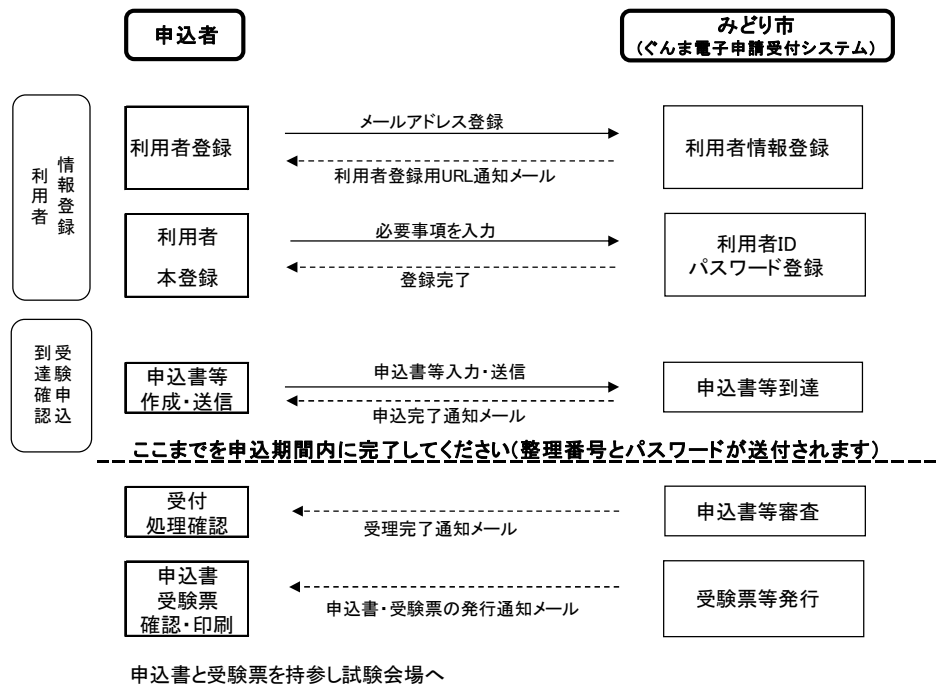 申込者
みどり市
(ぐんま電子申請受付システム)
利用者
情報登録
利用者登録
メールアドレス登録
利用者登録用URL通知メール
利用者情報登録
利用者
本登録
必要事項を入力
登録完了
利用者ID
パスワード登録
受験申込
到達確認
申込書等
作成・送信
申込書等入力・送信
申込完了通知メール
申込書等到達
ここまでを申込期間内に完了してください(整理番号とパスワードが送付されます)
受付
処理確認
受理完了通知メール
申込書等審査
申込書
受験票
確認・印刷
申込書・受験票の発行通知メール
受験票等発行
申込書と受験票を持参し試験会場へ